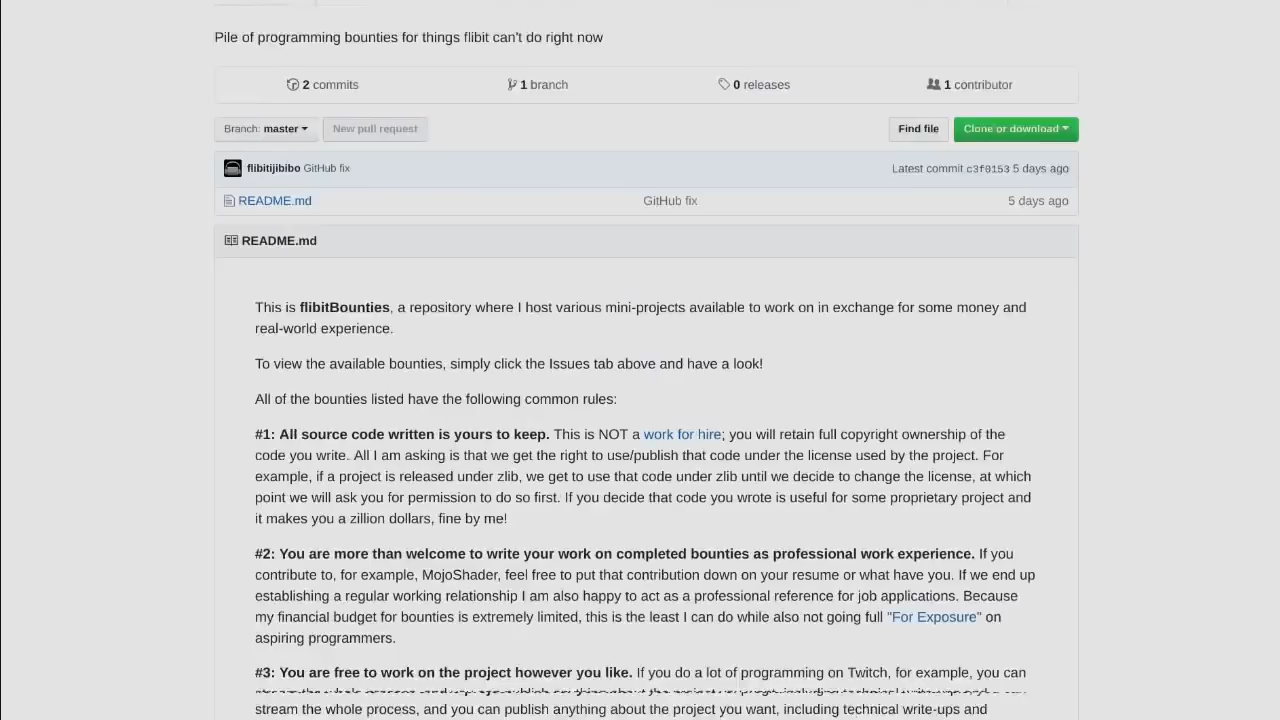 Pile of programming bounties for things flibit can't do right now
2 commits 1 branch 0 releases 1 contributor
Branch: master New pull request Find file Clone or download
flibitijibibo GitHub fix Latest commit c3f0153 5 days ago
README.md GitHub fix 5 days ago
README.md
This is flibitBounties, a repository where I host various mini-projects available to work on in exchange for some money and
real-world experience.
To view the available bounties, simply click the Issues tab above and have a look!
All of the bounties listed have the following common rules:
#1: All source code written is yours to keep. This is NOT a work for hire; you will retain full copyright ownership of the
code you write. All I am asking is that we get the right to use/publish that code under the license used by the project. For
example, if a project is released under zlib, we get to use that code under zlib until we decide to change the license, at which
point we will ask you for permission to do so first. If you decide that code you wrote is useful for some proprietary project and
it makes you a zillion dollars, fine by me!
#2: You are more than welcome to write your work on completed bounties as professional work experience. If you
contribute to, for example, MojoShader, feel free to put that contribution down on your resume or what have you. If we end up
establishing a regular working relationship I am also happy to act as a professional reference for job applications. Because
my financial budget for bounties is extremely limited, this is the least I can do while also not going full "For Exposure" on
aspiring programmers.
#3: You are free to work on the project however you like. If you do a lot of programming on Twitch, for example, you can
stream the whole process, and you can publish anything about the project you want, including technical write-ups and